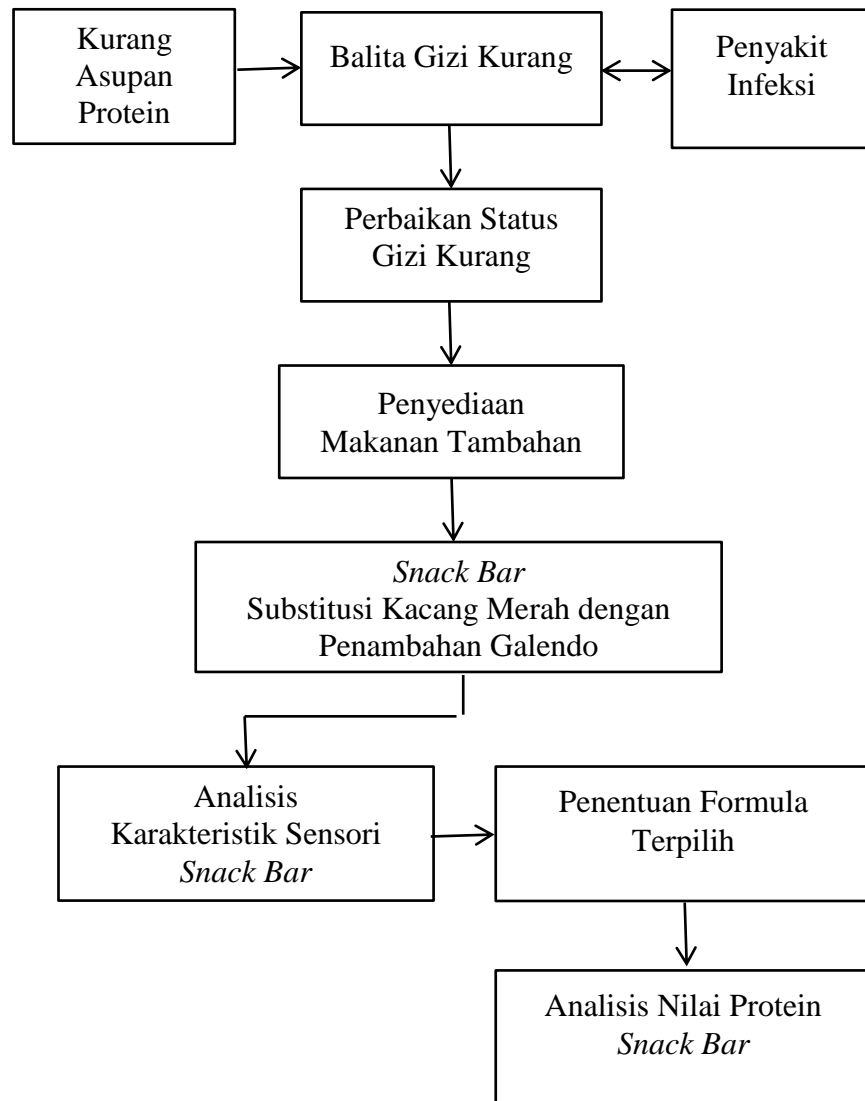 Kurang
Asupan
Protein
Balita Gizi Kurang
Penyakit
Infeksi
Perbaikan Status
Gizi Kurang
Penyediaan
Makanan Tambahan
Snack Bar
Substitusi Kacang Merah dengan
Penambahan Galendo
Analisis
Karakteristik Sensori
Snack Bar
Penentuan Formula
Terpilih
Analisis Nilai Protein
Snack Bar